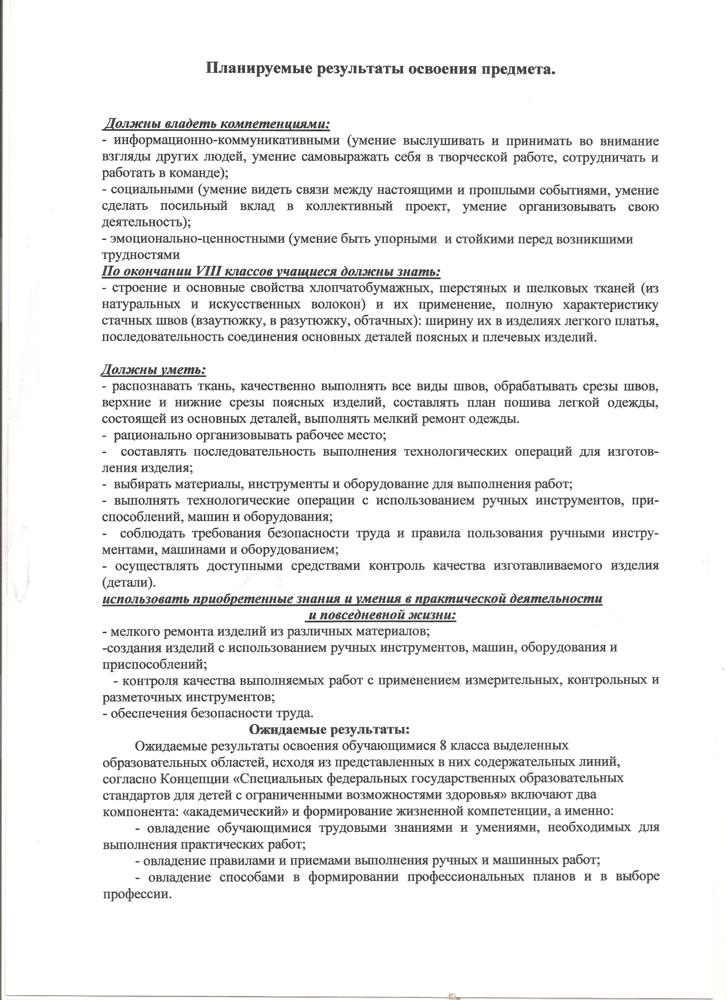 Планируемые результаты освоения предмета.
Должны владеть компетенциями:
- информационно-коммуникативными (умение выслушивать и принимать во внимание
взгляды других людей, умение самовыражать себя в творческой работе, сотрудничать и
работать в команде);
- социальными (умение видеть связи между настоящими и прошлыми событиями, умение
сделать посильный вклад в коллективный проект, умение организовывать свою
деятельность);
- эмоционально-ценностными (умение быть упорными и стойкими перед возникшими
трудностями
По окончании VIII классов учащиеся должны знать:
- строение и основные свойства хлопчатобумажных, шерстяных и шелковых тканей (из
натуральных и искусственных волокон) и их применение, полную характеристику
стачных швов (взаутюжку, в разутюжку, обтачных): ширину их в изделиях легкого платья,
последовательность соединения основных деталей поясных и плечевых изделий.
Должны уметь:
- распознавать ткань, качественно выполнять все виды швов, обрабатывать срезы швов,
верхние и нижние срезы поясных изделий, составлять план пошива легкой одежды,
состоящей из основных деталей, выполнять мелкий ремонт одежды.
- рационально организовывать рабочее место;
- составлять последовательность выполнения технологических операций для изготов-
ления изделия;
- выбирать материалы, инструменты и оборудование для выполнения работ;
- выполнять технологические операции с использованием ручных инструментов, при-
способлений, машин и оборудования;
- соблюдать требования безопасности труда и правила пользования ручными инстру-
ментами, машинами и оборудованием;
- осуществлять доступными средствами контроль качества изготавливаемого изделия
(детали).
использовать приобретенные знания и умения в практической деятельности
и повседневной жизни:
- мелкого ремонта изделий из различных материалов;
-создания изделий с использованием ручных инструментов, машин, оборудования и
приспособлений;
- контроля качества выполняемых работ с применением измерительных, контрольных и
разметочных инструментов;
- обеспечения безопасности труда.
Ожидаемые результаты:
Ожидаемые результаты освоения обучающимися 8 класса выделенных
образовательных областей, исходя из представленных в них содержательных линий,
согласно Концепции «Специальных федеральных государственных образовательных
стандартов для детей с ограниченными возможностями здоровья» включают два
компонента: «академический» и формирование жизненной компетенции, а именно:
- овладение обучающимися трудовыми знаниями и умениями, необходимых для
выполнения практических работ;
- овладение правилами и приемами выполнения ручных и машинных работ;
- овладение способами в формировании профессиональных планов и в выборе
профессии.